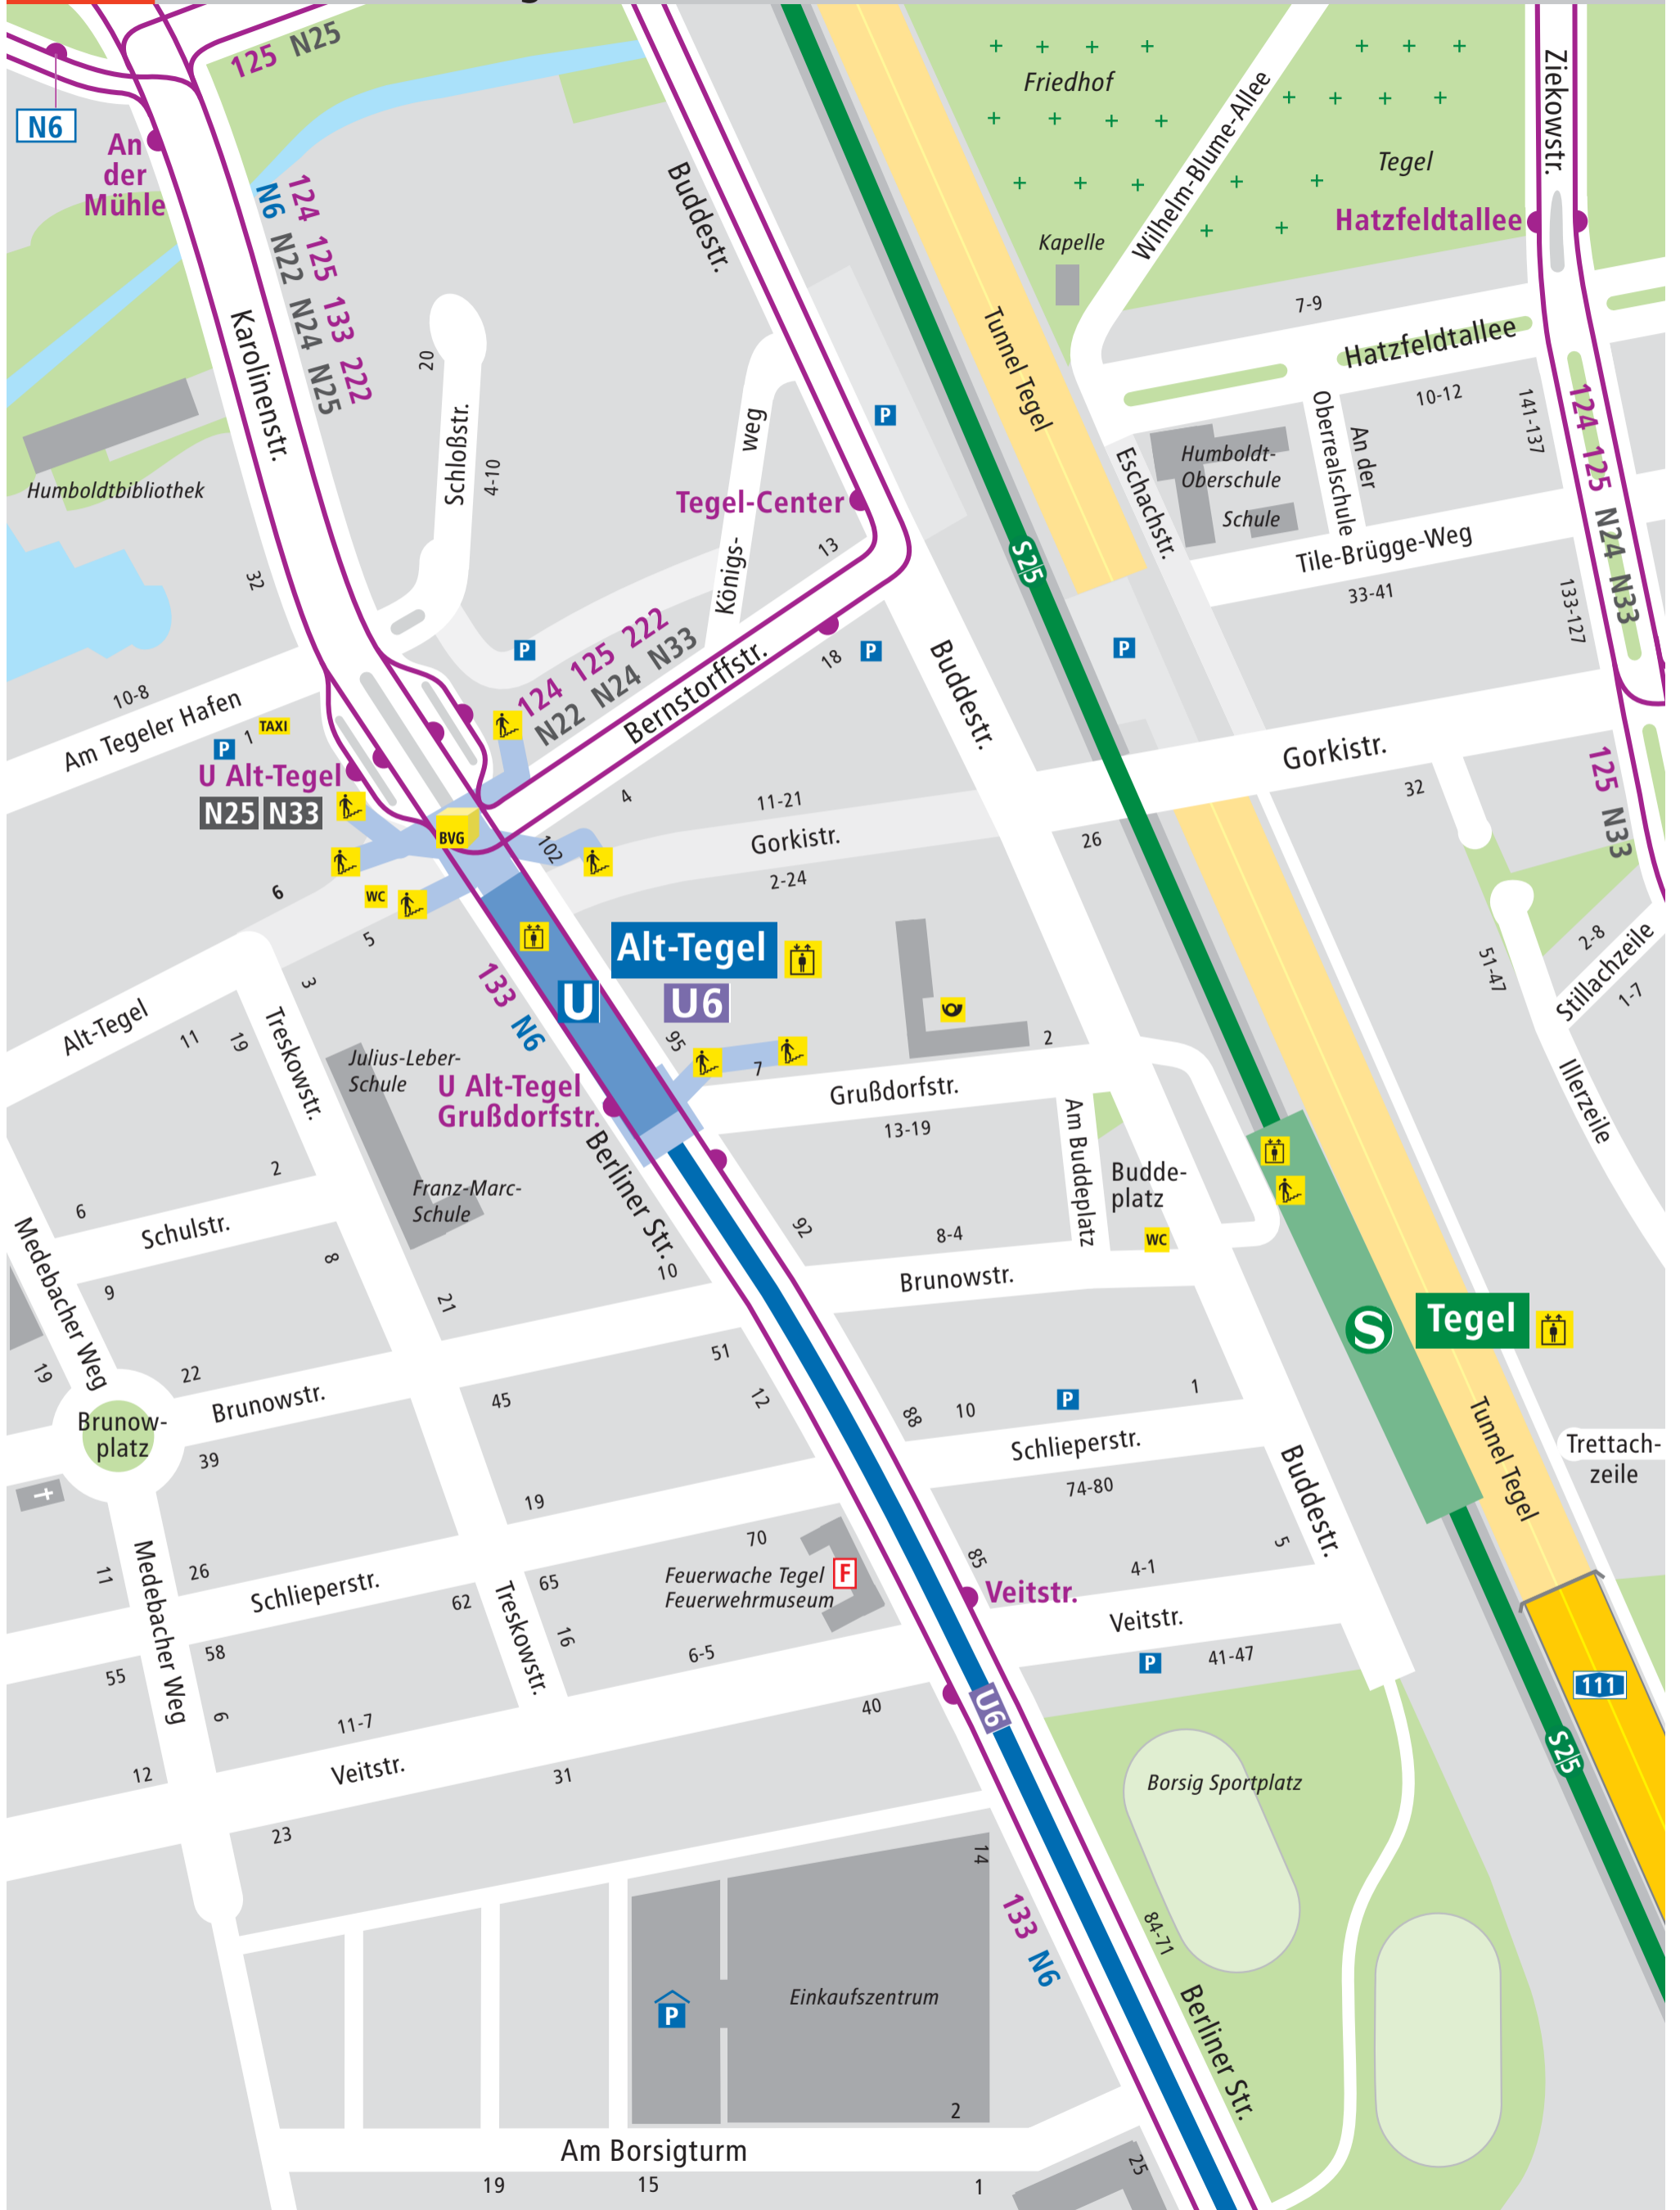 125 N25
N6
An
der
Mühle
124 125 133 222
N6 N22 N24 N25
Karolinenstr.
Buddestr.
Friedhof
Wilhelm-Blume-Allee
Tegel
Ziekowstr.
Hatzfeldtallee
Kapelle
7-9
Hatzfeldtallee
Tunnel Tegel
20
Schloßstr.
4-10
Humboldtbibliothek
weg
Königs-
P
Tegel-Center
13
S25
Eschachstr.
Humboldt-
Oberschule
Schule
An der
Oberrealschule
10-12
141-137
124 125 N24 N33
Tile-Brügge-Weg
33-41
133-127
32
P
124 125 222
N22 N24 N33
Bernstorffstr.
18
P
P
Buddestr.
10-8
Am Tegeler Hafen
P
1
TAXI
U Alt-Tegel
N25 N33
BVG
102
4
11-21
Gorkistr.
2-24
Gorkistr.
26
32
125 N33
6
WC
5
3
Alt-Tegel
U6
U
133 N6
95
7
2
Grußdorfstr.
13-19
51-47
2-8
Stillachzeile
1-7
Illerzeile
Alt-Tegel
11
19
Treskowstr.
Julius-Leber-
Schule
U Alt-Tegel
Grußdorfstr.
Berliner Str.
Franz-Marc-
Schule
Am Buddeplatz
Budde-
platz
WC
2
6
Schulstr.
Medebacher Weg
9
8
21
10
92
8-4
Brunowstr.
S
Tegel
19
22
Brunowstr.
Brunow-
platz
39
45
51
12
88
10
P
1
Schlieperstr.
74-80
Buddestr.
Tunnel Tegel
Trettach-
zeile
19
11
Medebacher Weg
26
Schlieperstr.
62
65
Treskowstr.
16
70
Feuerwache Tegel
Feuerwehrmuseum
F
85
Veitstr.
4-1
5
Veitstr.
P
41-47
55
58
6
6-5
11-7
40
U6
111
S25
12
Veitstr.
31
23
Borsig Sportplatz
14
133 N6
84-71
Berliner Str.
P
Einkaufszentrum
2
Am Borsigturm
19
15
1
25